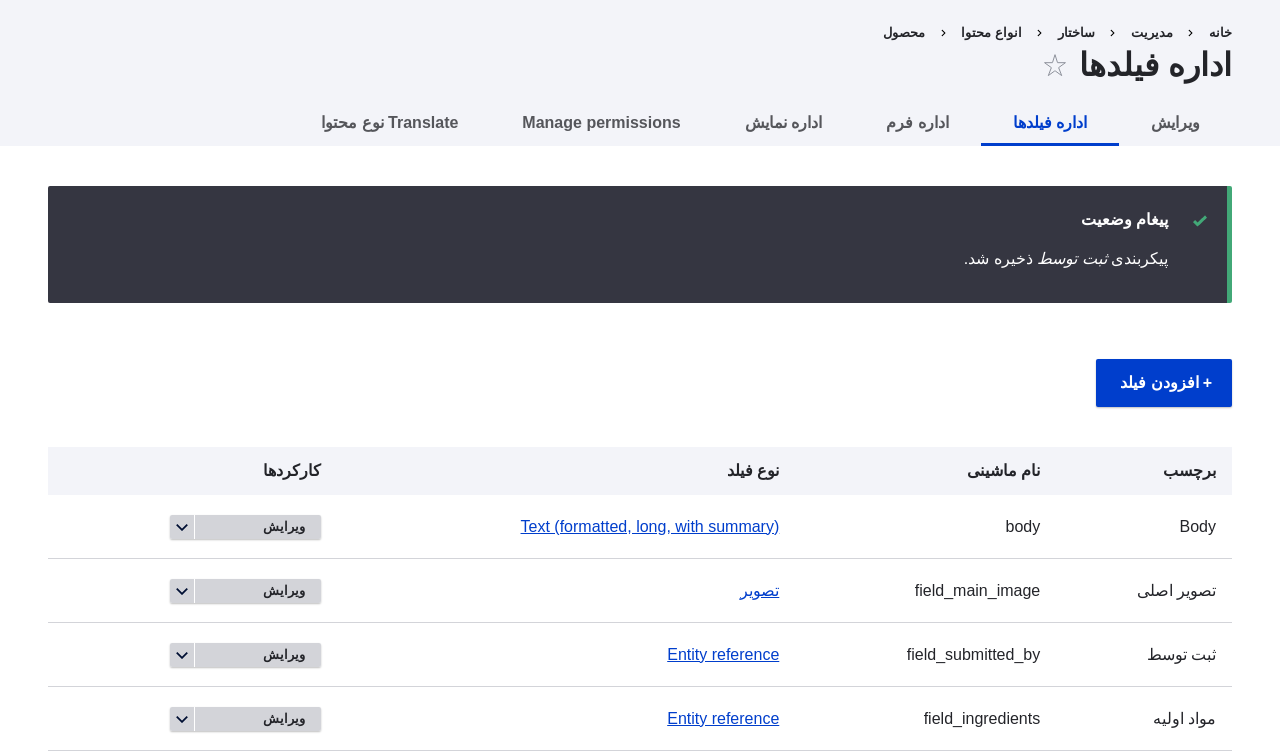 خانه › مدیریت › ساختار › انواع محتوا › محصول
اداره فیلدها ☆
ویرایش اداره فیلدها اداره فرم اداره نمایش Manage permissions Translate نوع محتوا
پیغام وضعیت
پیکربندی ثبت توسط ذخیره شد.
+ افزودن فیلد
برچسب نام ماشینی نوع فیلد کارکردها
Body body Text (formatted, long, with summary) ویرایش
تصویر اصلی field_main_image تصویر ویرایش
ثبت توسط field_submitted_by Entity reference ویرایش
مواد اولیه field_ingredients Entity reference ویرایش